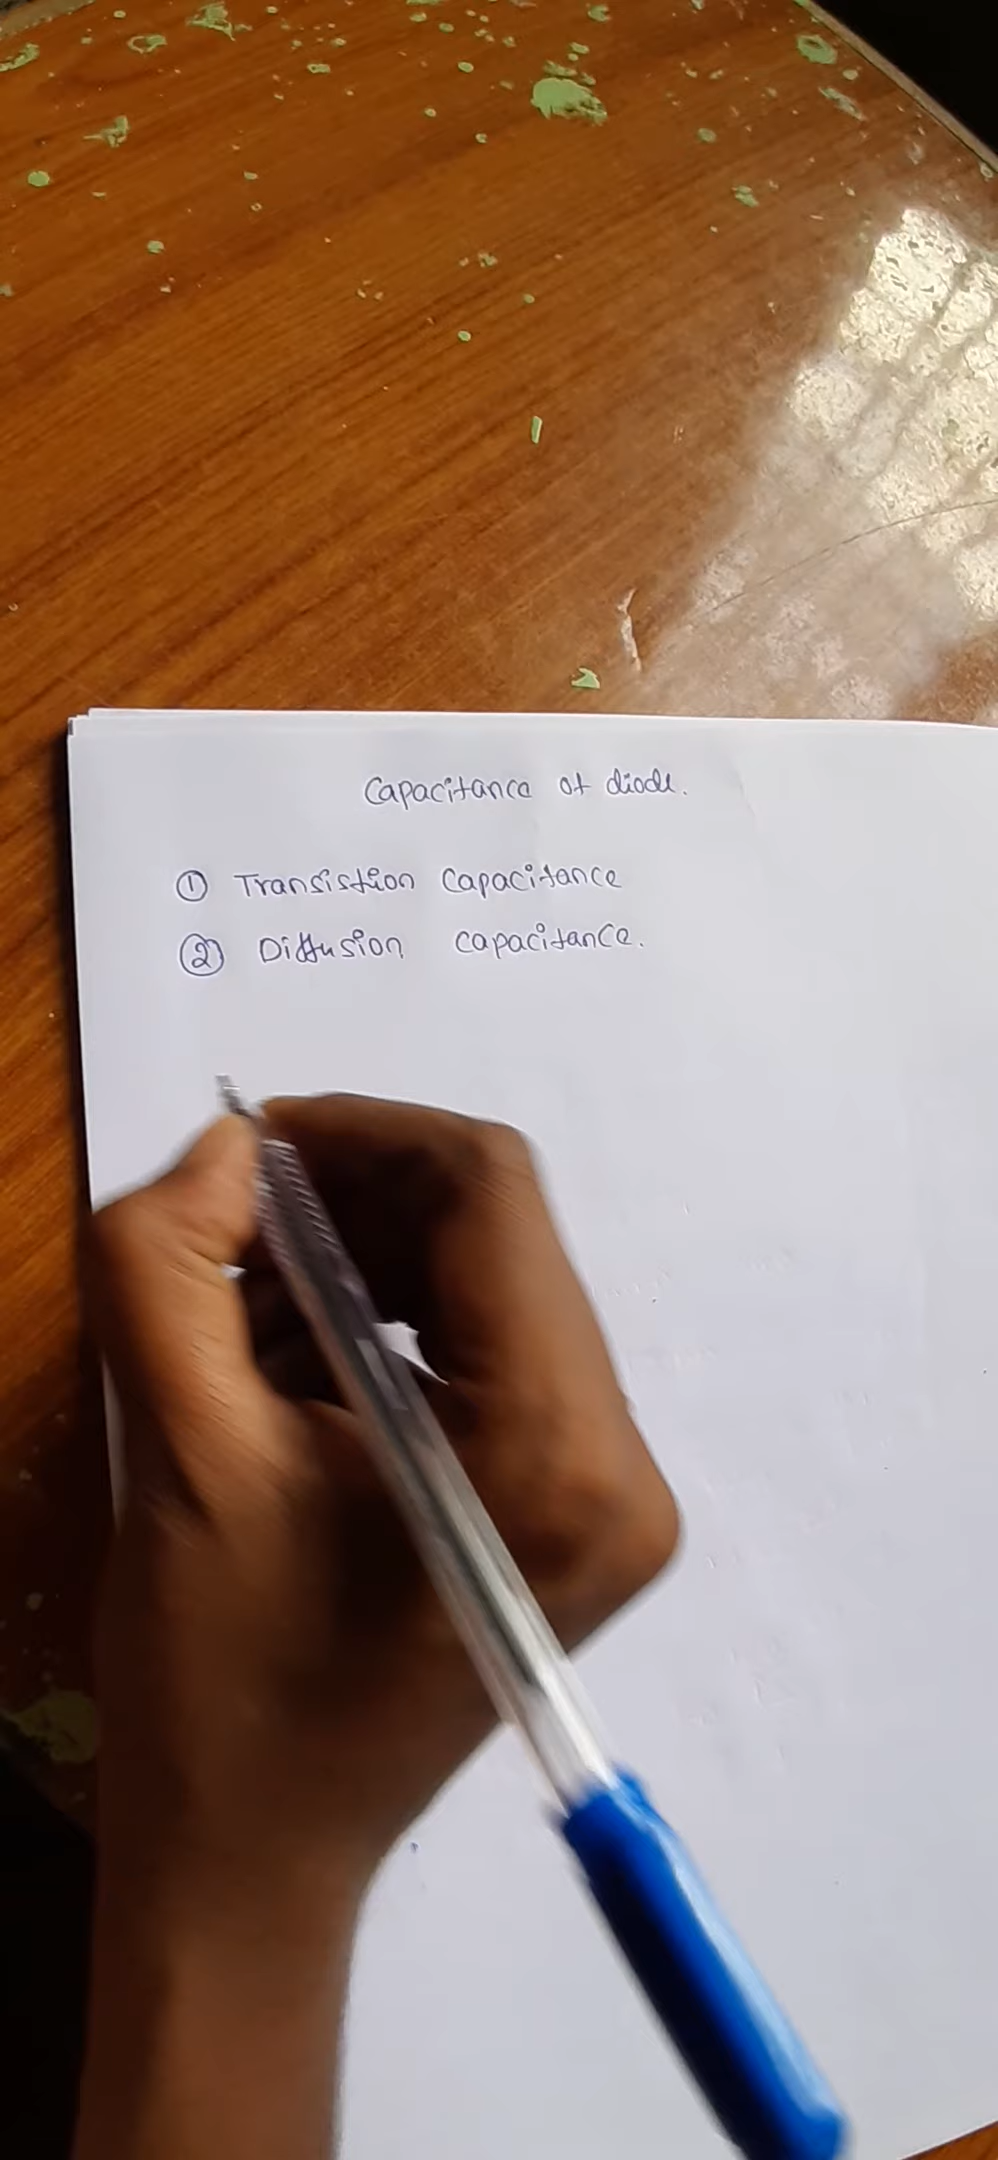 Capacitance of diode.
① Transistion Capacitance
② Diffusion Capacitance.